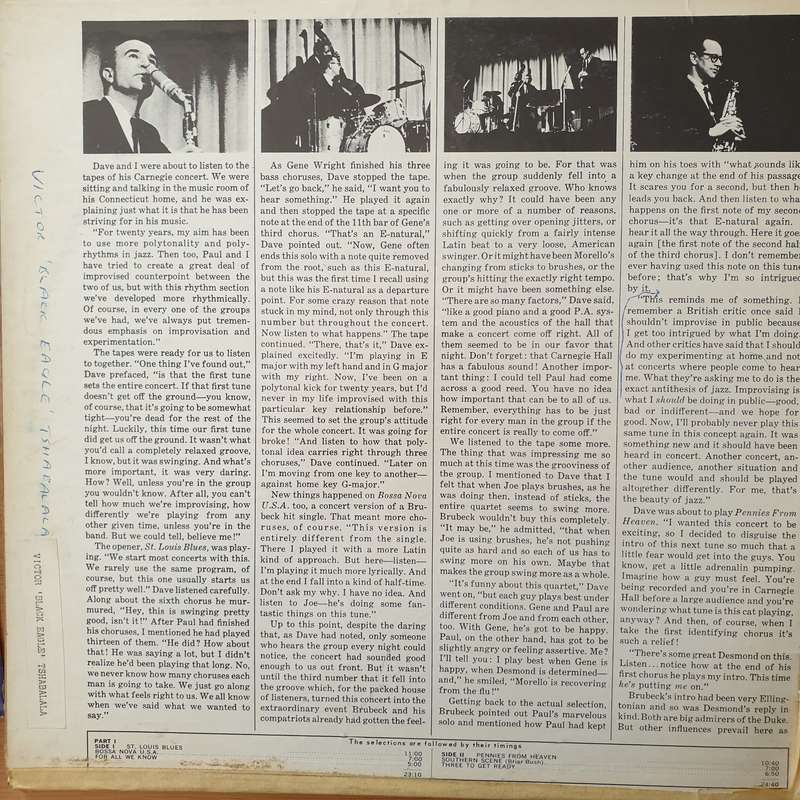 VICTOR 'BLACK EAGLE' TSHABALALA
VICTOR 'BLACK EAGLE' TSHABALALA
Dave and I were about to listen to the
tapes of his Carnegie concert. We were
sitting and talking in the music room of
his Connecticut home, and he was ex-
plaining just what it is that he has been
striving for in his music.
"For twenty years, my aim has been
to use more polytonality and poly-
rhythms in jazz. Then too, Paul and I
have tried to create a great deal of
improvised counterpoint between the
two of us, but with this rhythm section
we've developed more rhythmically.
Of course, in every one of the groups
we've had, we've always put tremen-
dous emphasis on improvisation and
experimentation."
The tapes were ready for us to listen
to together. "One thing I've found out,"
Dave prefaced, "is that the first tune
sets the entire concert. If that first tune
doesn't get off the ground—you know,
of course, that it's going to be somewhat
tight—you're dead for the rest of the
night. Luckily, this time our first tune
did get us off the ground. It wasn't what
you'd call a completely relaxed groove,
I know, but it was swinging. And what's
more important, it was very daring.
How? Well, unless you're in the group
you wouldn't know. After all, you can't
tell how much we're improvising, how
differently we're playing from any
other given time, unless you're in the
band. But we could tell, believe me!"
The opener, St. Louis Blues, was play-
ing. "We start most concerts with this.
We rarely use the same program, of
course, but this one usually starts us
off pretty well." Dave listened carefully.
Along about the sixth chorus he mur-
mured, "Hey, this is swinging pretty
good, isn't it!" After Paul had finished
his choruses, I mentioned he had played
thirteen of them. "He did? How about
that! He was saying a lot, but I didn't
realize he'd been playing that long. No,
we never know how many choruses each
man is going to take. We just go along
with what feels right to us. We all know
when we've said what we wanted to
say."
As Gene Wright finished his three
bass choruses, Dave stopped the tape.
"Let's go back," he said, "I want you to
hear something." He played it again
and then stopped the tape at a specific
note at the end of the 11th bar of Gene's
third chorus. "That's an E-natural,"
Dave pointed out. "Now, Gene often
ends this solo with a note quite removed
from the root, such as this E-natural,
but this was the first time I recall using
a note like his E-natural as a departure
point. For some crazy reason that note
stuck in my mind, not only through this
number but throughout the concert.
Now listen to what happens." The tape
continued. "There, that's it," Dave ex-
plained excitedly. "I'm playing in E
major with my left hand and in G major
with my right. Now, I've been on a
polytonal kick for twenty years, but I'd
never in my life improvised with this
particular key relationship before."
This seemed to set the group's attitude
for the whole concert. It was going for
broke! "And listen to how that poly-
tonal idea carries right through three
choruses," Dave continued. "Later on
I'm moving from one key to another—
against home key G-major."
New things happened on Bossa Nova
U.S.A. too, a concert version of a Bru-
beck hit single. That meant more cho-
ruses, of course. "This version is
entirely different from the single.
There I played it with a more Latin
kind of approach. But here—listen—
I'm playing it much more lyrically. And
at the end I fall into a kind of half-time.
Don't ask my why. I have no idea. And
listen to Joe—he's doing some fan-
tastic things on this tune."
Up to this point, despite the daring
that, as Dave had noted, only someone
who hears the group every night could
notice, the concert had sounded good
enough to us out front. But it wasn't
until the third number that it fell into
the groove which, for the packed house
of listeners, turned this concert into the
extraordinary event Brubeck and his
compatriots already had gotten the feel-
ing it was going to be. For that was
when the group suddenly fell into a
fabulously relaxed groove. Who knows
exactly why? It could have been any
one or more of a number of reasons,
such as getting over opening jitters, or
shifting quickly from a fairly intense
Latin beat to a very loose, American
swinger. Or it might have been Morello's
changing from sticks to brushes, or the
group's hitting the exactly right tempo.
Or it might have been something else.
"There are so many factors," Dave said,
"like a good piano and a good P.A. sys-
tem and the acoustics of the hall that
make a concert come off right. All of
them seemed to be in our favor that
night. Don't forget: that Carnegie Hall
has a fabulous sound! Another impor-
tant thing: I could tell Paul had come
across a good reed. You have no idea
how important that can be to all of us.
Remember, everything has to be just
right for every man in the group if the
entire concert is really to come off."
We listened to the tape some more.
The thing that was impressing me so
much at this time was the grooviness of
the group. I mentioned to Dave that I
felt that when Joe plays brushes, as he
was doing then, instead of sticks, the
entire quartet seems to swing more.
Brubeck wouldn't buy this completely.
"It may be," he admitted, "that when
Joe is using brushes, he's not pushing
quite as hard and so each of us has to
swing more on his own. Maybe that
makes the group swing more as a whole.
"It's funny about this quartet," Dave
went on, "but each guy plays best under
different conditions. Gene and Paul are
different from Joe and from each other,
too. With Gene, he's got to be happy.
Paul, on the other hand, has got to be
slightly angry or feeling assertive. Me?
I'll tell you: I play best when Gene is
happy, when Desmond is determined—
and," he smiled, "Morello is recovering
from the flu!"
Getting back to the actual selection,
Brubeck pointed out Paul's marvelous
solo and mentioned how Paul had kept
him on his toes with "what sounds lik
a key change at the end of his passage
It scares you for a second, but then h
leads you back. And then listen to what
happens on the first note of my second
chorus—it's that E-natural again. I
hear it all the way through. Here it goes
again [the first note of the second hal
of the third chorus]. I don't remember
ever having used this note on this tune
before; that's why I'm so intrigued
by it.
"This reminds me of something. I
remember a British critic once said I
shouldn't improvise in public because
I get too intrigued by what I'm doing.
And other critics have said that I should
do my experimenting at home and not
at concerts where people come to hear
me. What they're asking me to do is the
exact antithesis of jazz. Improvising is
what I should be doing in public—good,
bad or indifferent—and we hope for
good. Now, I'll probably never play this
same tune in this concept again. It was
something new and it should have been
heard in concert. Another concert, an-
other audience, another situation and
the tune would and should be played
altogether differently. For me, that's
the beauty of jazz."
Dave was about to play Pennies From
Heaven. "I wanted this concert to be
exciting, so I decided to disguise the
intro of this next tune so much that a
little fear would get into the guys. You
know, get a little adrenalin pumping.
Imagine how a guy must feel. You're
being recorded and you're in Carnegie
Hall before a large audience and you're
wondering what tune is this cat playing,
anyway? And then, of course, when I
take the first identifying chorus it's
such a relief!
"There's some great Desmond on this.
Listen...notice how at the end of his
first chorus he plays my intro. This time
he's putting me on."
Brubeck's intro had been very Elling-
tonian and so was Desmond's reply in
kind. Both are big admirers of the Duke.
But other influences prevail here as
The selections are followed by their timings
PART I
SIDE I ST. LOUIS BLUES 11:00
BOSSA NOVA U.S.A. 7:00
FOR ALL WE KNOW 5:00
23:10
SIDE II PENNIES FROM HEAVEN 10:40
SOUTHERN SCENE (Briar Bush) 7:00
THREE TO GET READY 6:50
24:40